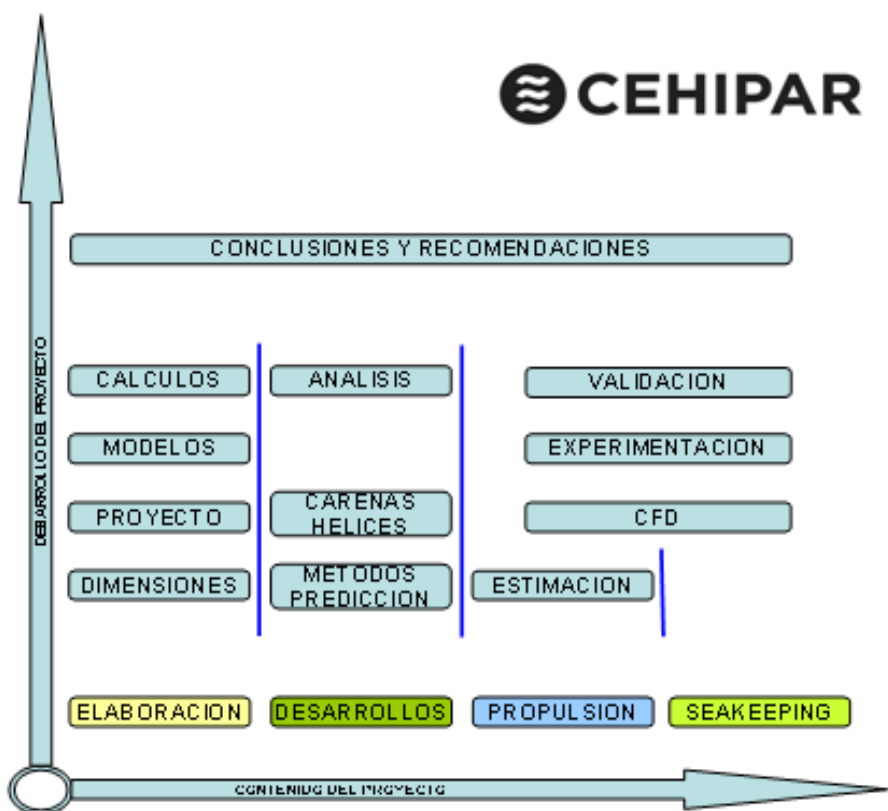 CEHIPAR
CONCLUSIONES Y RECOMENDACIONES
DEBARROLLO DEL PROYECTO
CALCULOS
ANALISIS
VALIDACION
MODELOS
EXPERIMENTACION
PROYECTO
CARENAS
HELICES
CFD
DIMENSIONES
METODOS
PREDICCION
ESTIMACION
ELABORACION
DESARROLLOS
PROPULSION
SEAKEEPING
CONTENIDO DEL PROYECTO